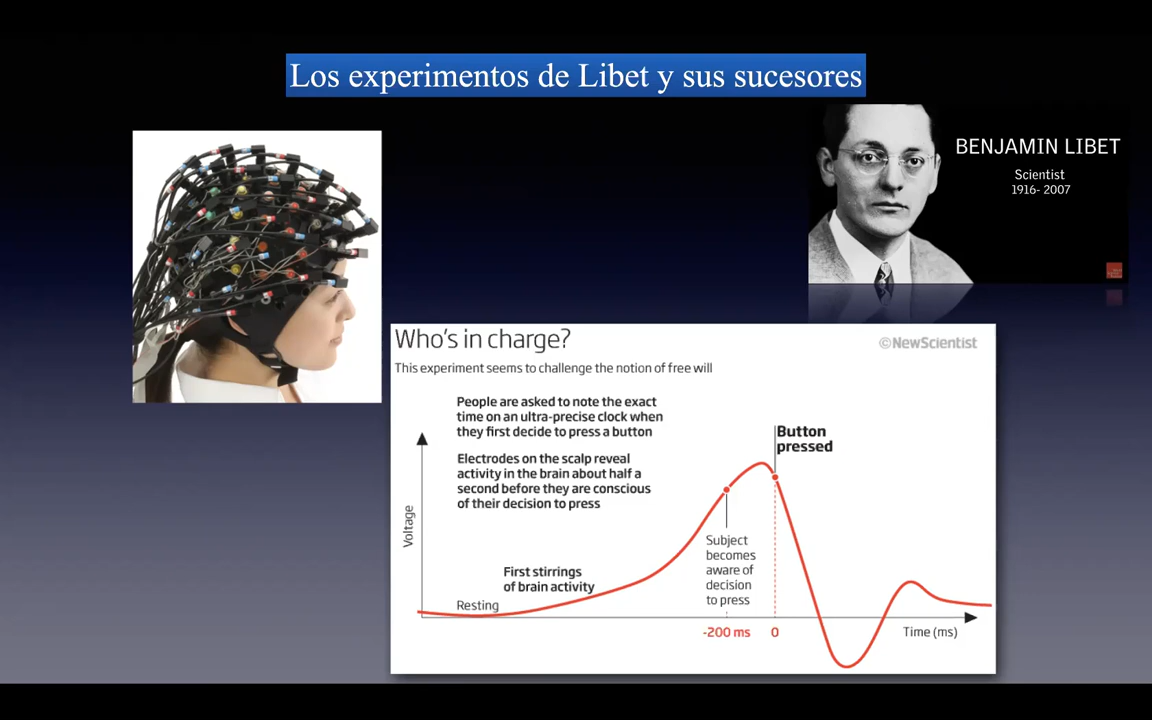 Los experimentos de Libet y sus sucesores
BENJAMIN LIBET
Scientist
1916- 2007
Who's in charge?
©NewScientist
This experiment seems to challenge the notion of free will
People are asked to note the exact
time on an ultra-precise clock when
they first decide to press a button
Electrodes on the scalp reveal
activity in the brain about half a
second before they are conscious
of their decision to press
Button
pressed
Voltage
Subject
becomes
aware of
decision
to press
First stirrings
of brain activity
Resting
-200 ms
0
Time (ms)